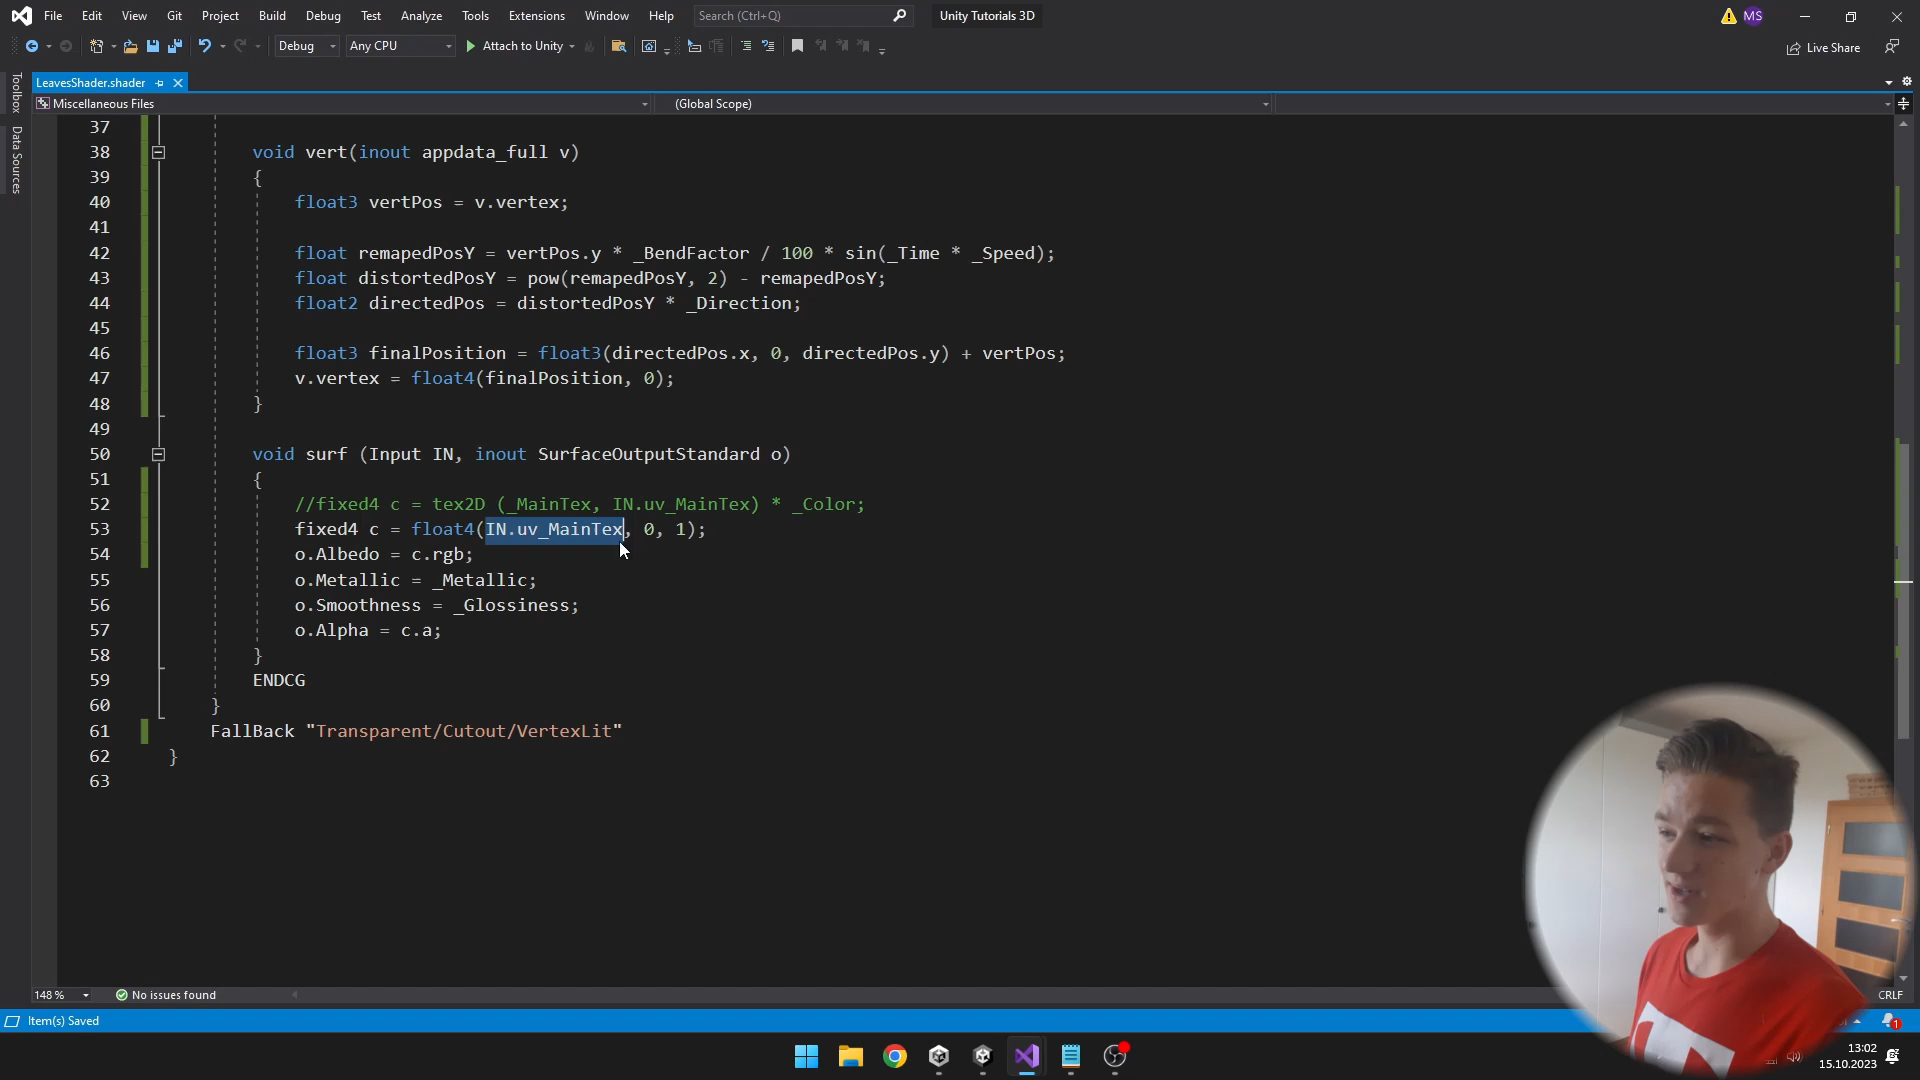 File Edit View Git Project Build Debug Test Analyze Tools Extensions Window Help Search (Ctrl+Q) Unity Tutorials 3D MS
Debug Any CPU Attach to Unity Live Share
Toolbox
Data Sources
LeavesShader.shader
Miscellaneous Files (Global Scope)
37
38 void vert(inout appdata_full v)
39 {
40 float3 vertPos = v.vertex;
41
42 float remapedPosY = vertPos.y * _BendFactor / 100 * sin(_Time * _Speed);
43 float distortedPosY = pow(remapedPosY, 2) - remapedPosY;
44 float2 directedPos = distortedPosY * _Direction;
45
46 float3 finalPosition = float3(directedPos.x, 0, directedPos.y) + vertPos;
47 v.vertex = float4(finalPosition, 0);
48 }
49
50 void surf (Input IN, inout SurfaceOutputStandard o)
51 {
52 //fixed4 c = tex2D (_MainTex, IN.uv_MainTex) * _Color;
53 fixed4 c = float4(IN.uv_MainTex, 0, 1);
54 o.Albedo = c.rgb;
55 o.Metallic = _Metallic;
56 o.Smoothness = _Glossiness;
57 o.Alpha = c.a;
58 }
59 ENDCG
60 }
61 FallBack "Transparent/Cutout/VertexLit"
62 }
63
148 % No issues found CRLF
Item(s) Saved 1
13:02
15.10.2023